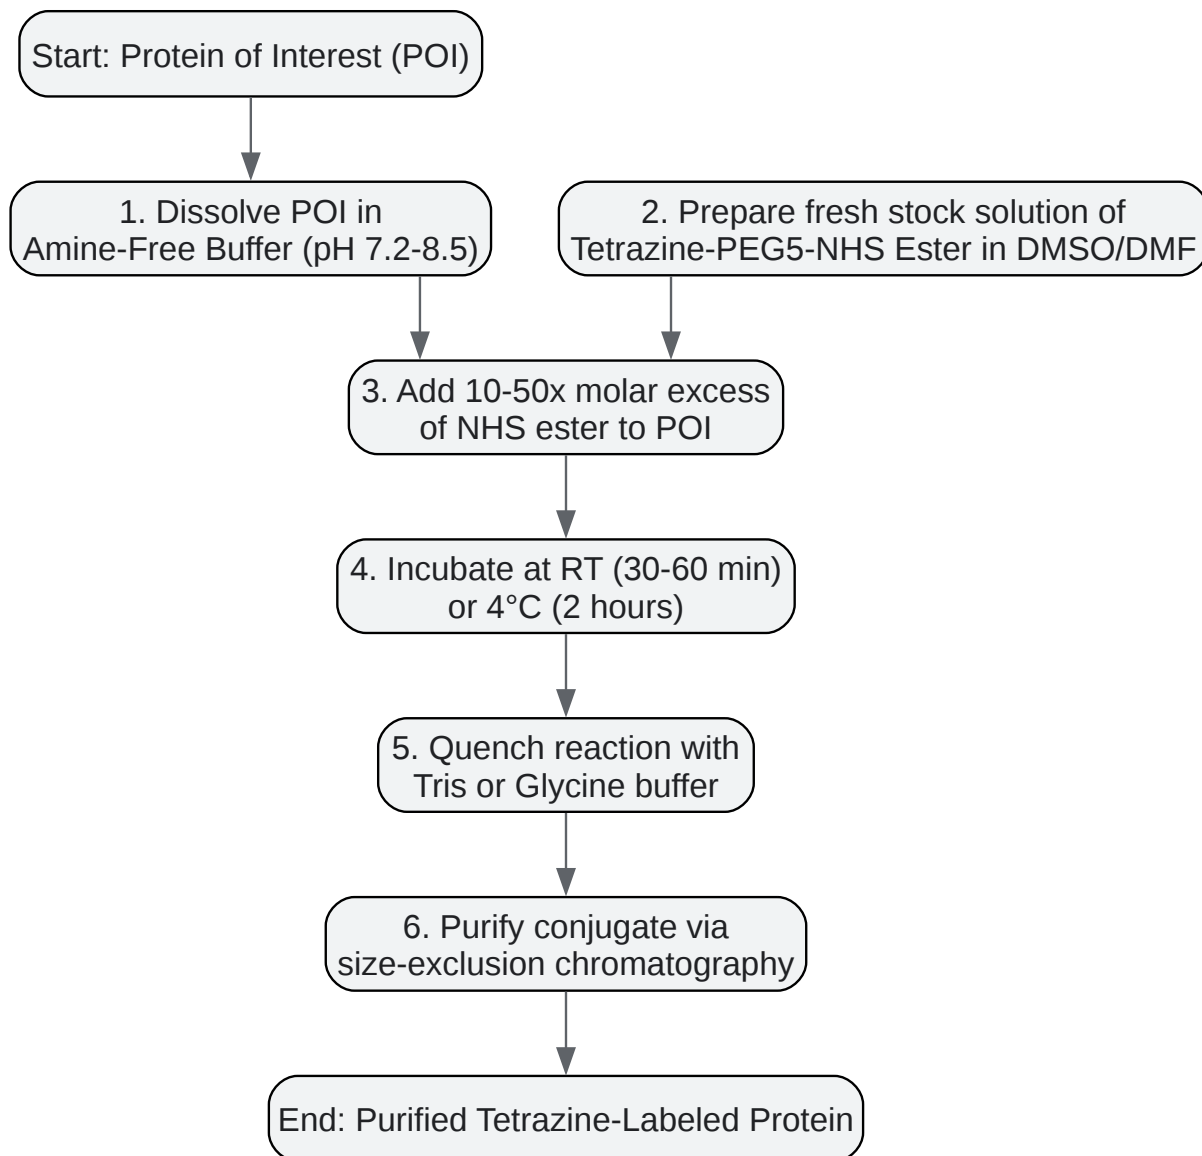 Start: Protein of Interest (POI)
1. Dissolve POI in
Amine-Free Buffer (pH 7.2-8.5)
2. Prepare fresh stock solution of
Tetrazine-PEG5-NHS Ester in DMSO/DMF
3. Add 10-50x molar excess
of NHS ester to POI
4. Incubate at RT (30-60 min)
or 4°C (2 hours)
5. Quench reaction with
Tris or Glycine buffer
6. Purify conjugate via
size-exclusion chromatography
End: Purified Tetrazine-Labeled Protein